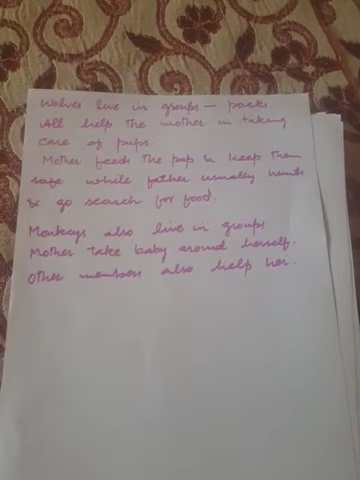 Wolves live in groups — packs
All help the mother in taking
care of pups.
Mother feeds the pup & keep them
safe while father usually hunts
& go search for food.
Monkeys also live in groups
Mother take baby around herself.
Other members also help her.